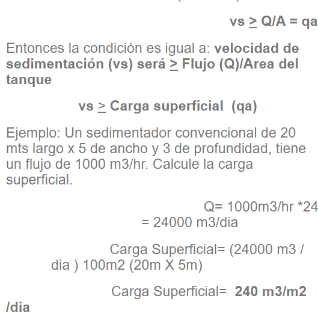 vs ≥ Q/A = qa
Entonces la condición es igual a: velocidad de
sedimentación (vs) será ≥ Flujo (Q)/Area del
tanque
vs ≥ Carga superficial (qa)
Ejemplo: Un sedimentador convencional de 20
mts largo x 5 de ancho y 3 de profundidad, tiene
un flujo de 1000 m3/hr. Calcule la carga
superficial.
Q= 1000m3/hr *24
= 24000 m3/dia
Carga Superficial= (24000 m3 /
dia ) 100m2 (20m X 5m)
Carga Superficial= 240 m3/m2
/dia